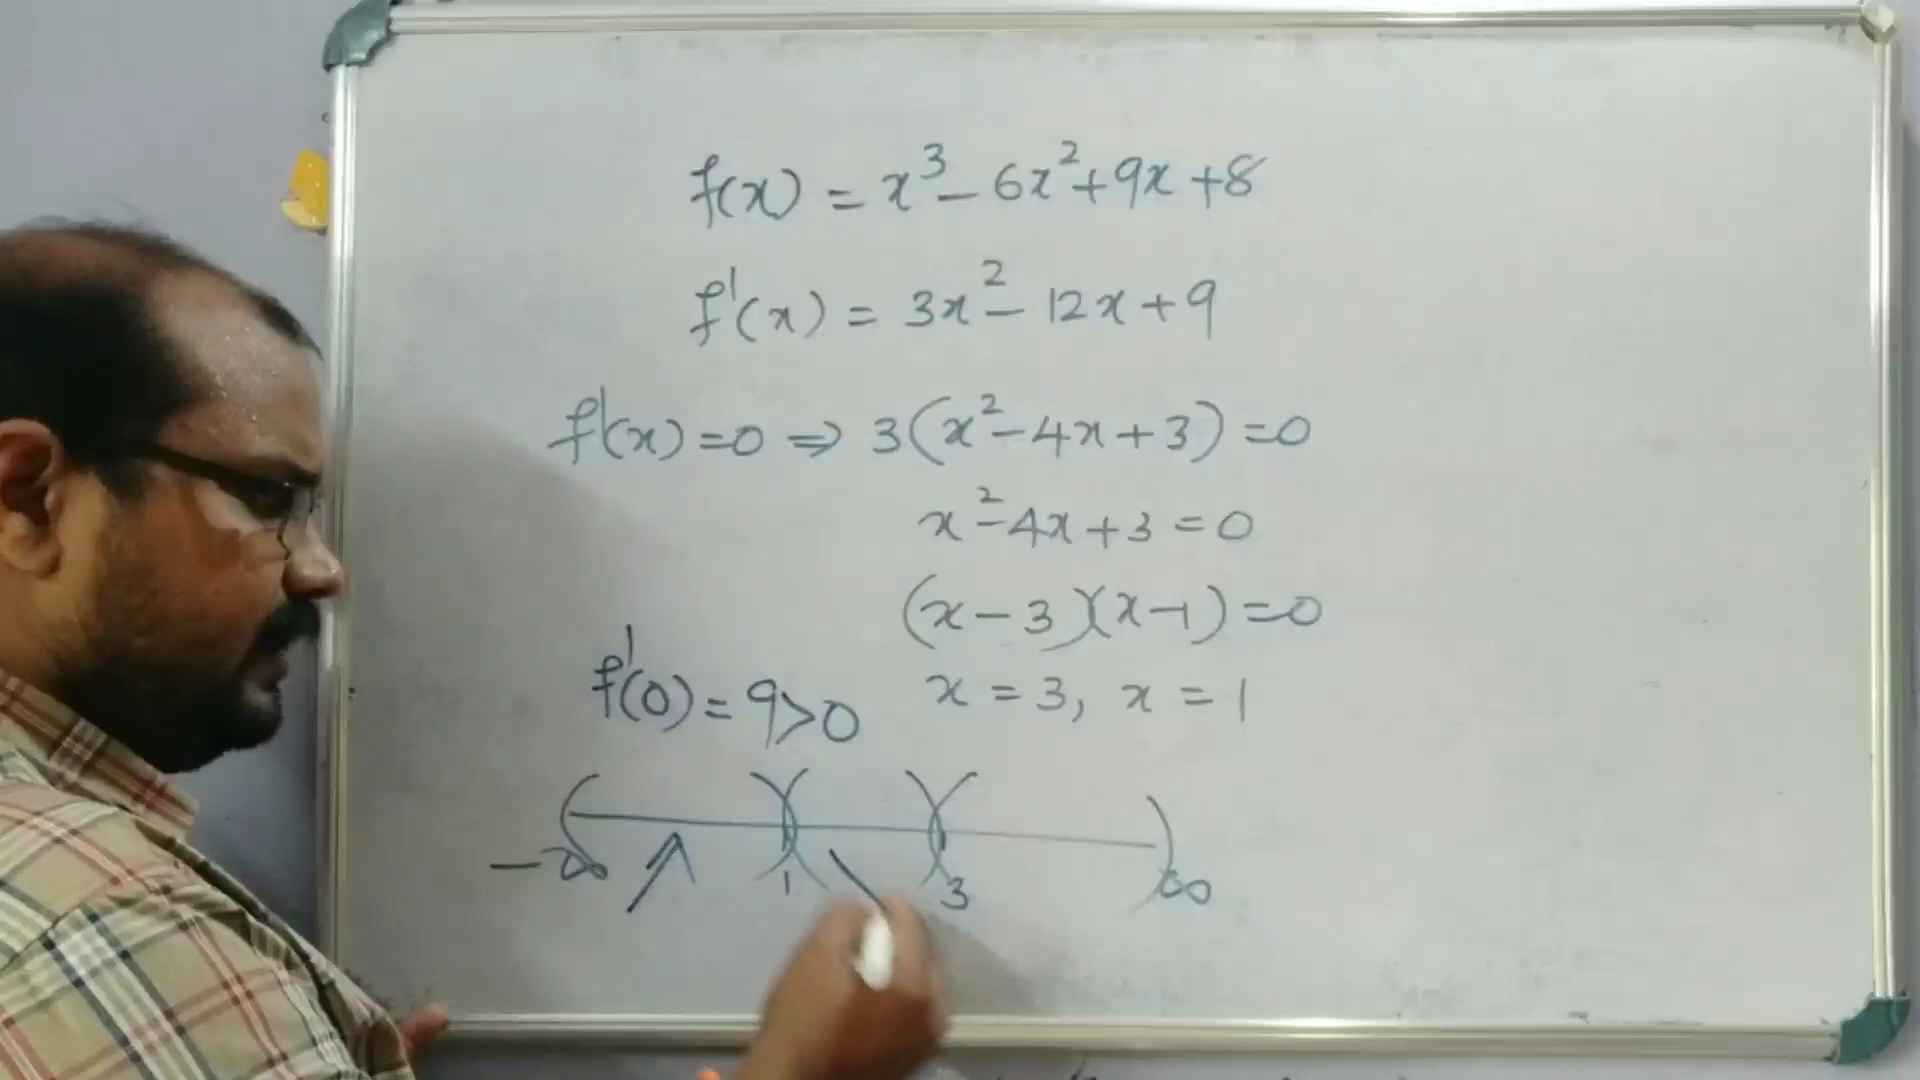 f(x) = x³ - 6x² + 9x + 8
f'(x) = 3x² - 12x + 9
f'(x) = 0 ⇒ 3(x² - 4x + 3) = 0
x² - 4x + 3 = 0
(x - 3)(x - 1) = 0
f'(0) = 9 > 0
x = 3, x = 1
-∞ 1 3 ∞